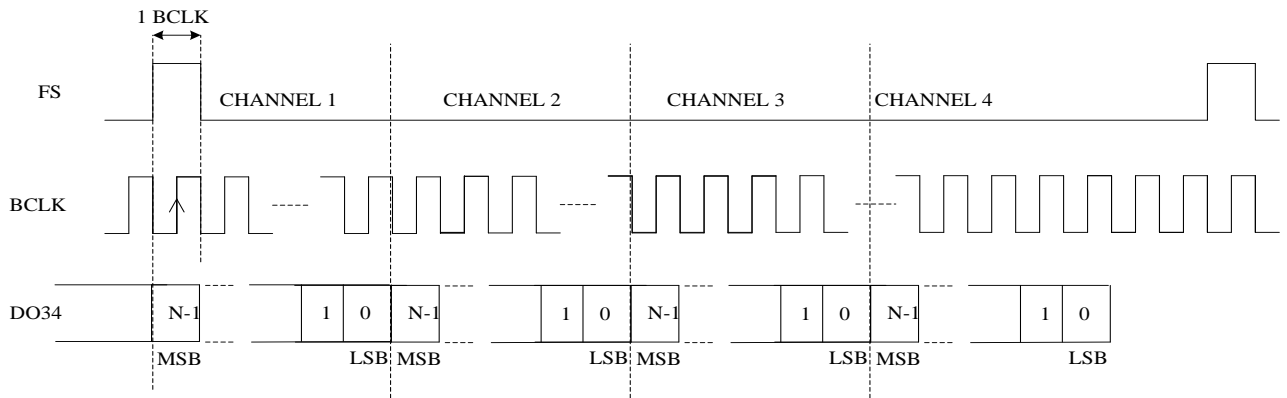 1 BCLK
FS
CHANNEL 1 CHANNEL 2 CHANNEL 3 CHANNEL 4
BCLK
DO34 N-1 1 0 N-1 1 0 N-1 1 0 N-1 1 0
MSB LSB MSB LSB MSB LSB MSB LSB